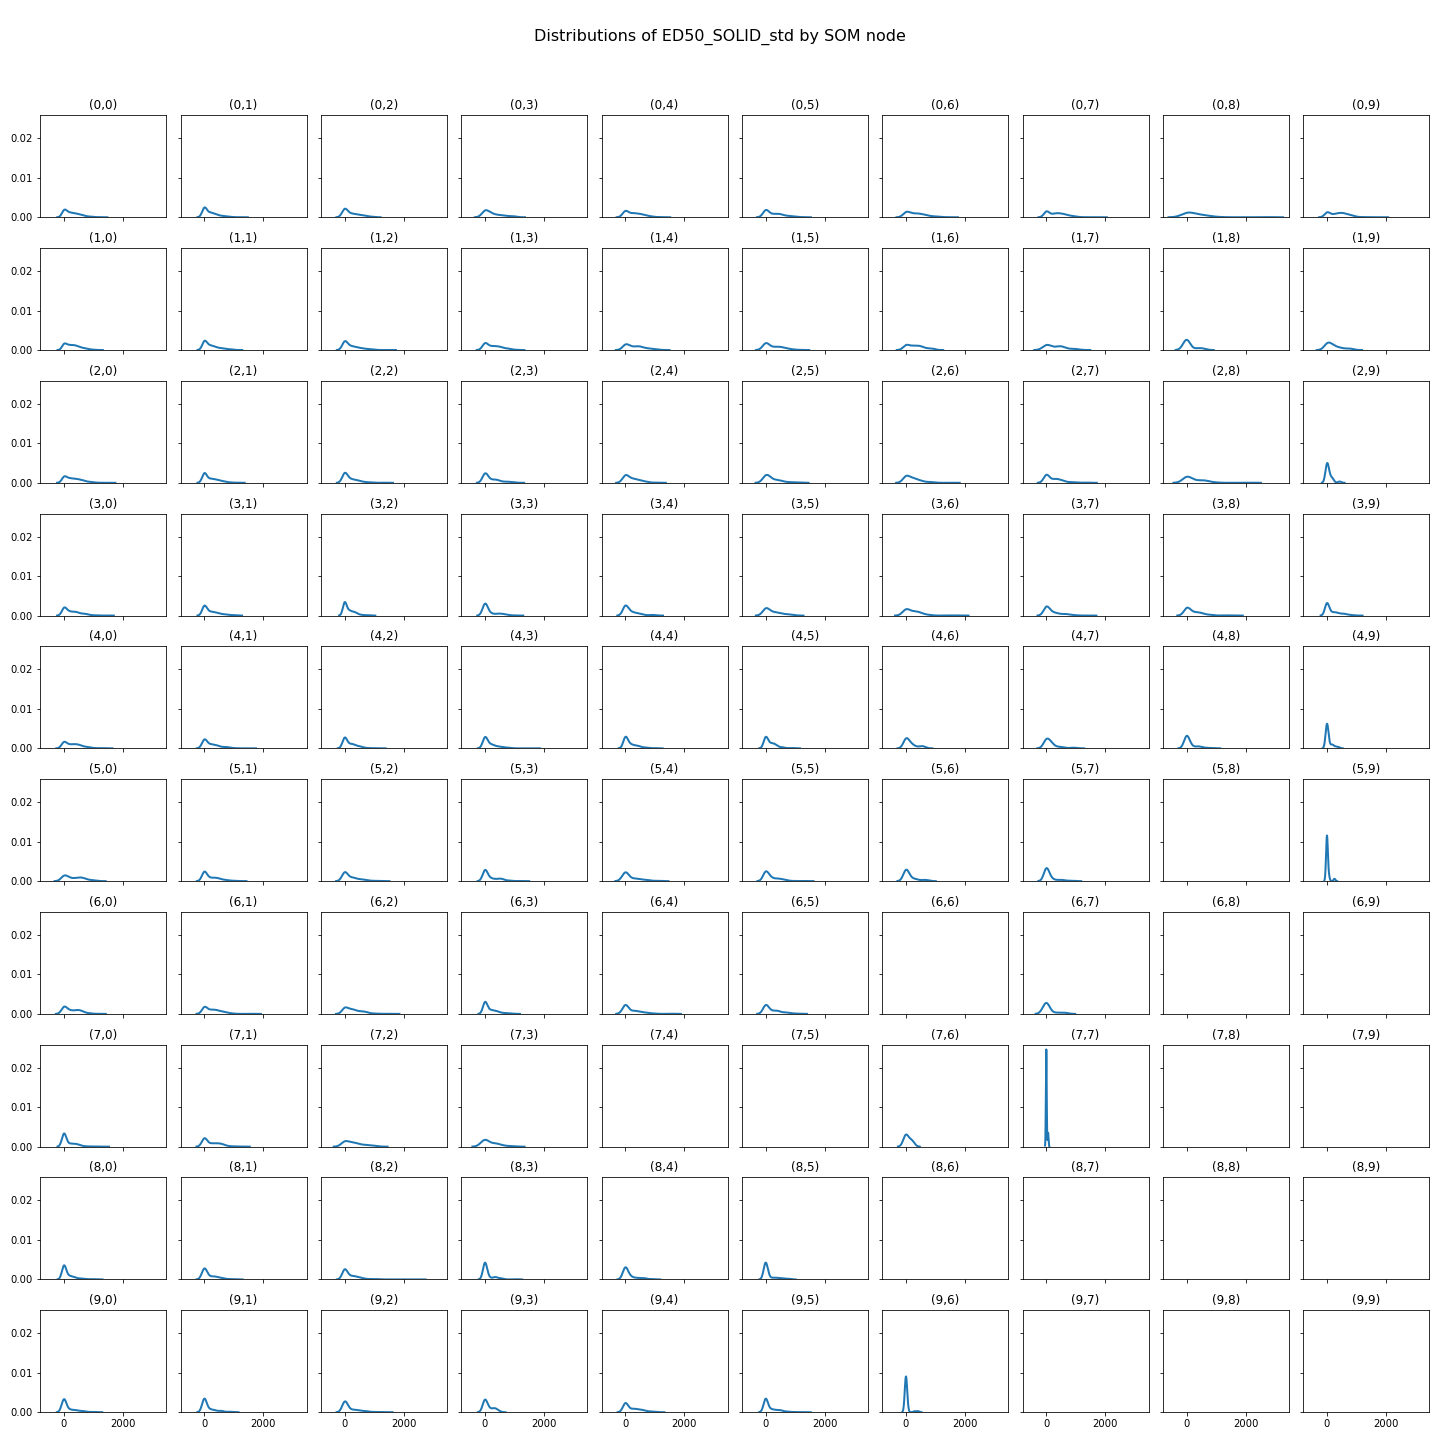 Distributions of ED50_SOLID_std by SOM node
(0,0) (0,1) (0,2) (0,3) (0,4) (0,5) (0,6) (0,7) (0,8) (0,9)
0.02
0.01
0.00
(1,0) (1,1) (1,2) (1,3) (1,4) (1,5) (1,6) (1,7) (1,8) (1,9)
0.02
0.01
0.00
(2,0) (2,1) (2,2) (2,3) (2,4) (2,5) (2,6) (2,7) (2,8) (2,9)
0.02
0.01
0.00
(3,0) (3,1) (3,2) (3,3) (3,4) (3,5) (3,6) (3,7) (3,8) (3,9)
0.02
0.01
0.00
(4,0) (4,1) (4,2) (4,3) (4,4) (4,5) (4,6) (4,7) (4,8) (4,9)
0.02
0.01
0.00
(5,0) (5,1) (5,2) (5,3) (5,4) (5,5) (5,6) (5,7) (5,8) (5,9)
0.02
0.01
0.00
(6,0) (6,1) (6,2) (6,3) (6,4) (6,5) (6,6) (6,7) (6,8) (6,9)
0.02
0.01
0.00
(7,0) (7,1) (7,2) (7,3) (7,4) (7,5) (7,6) (7,7) (7,8) (7,9)
0.02
0.01
0.00
(8,0) (8,1) (8,2) (8,3) (8,4) (8,5) (8,6) (8,7) (8,8) (8,9)
0.02
0.01
0.00
(9,0) (9,1) (9,2) (9,3) (9,4) (9,5) (9,6) (9,7) (9,8) (9,9)
0.02
0.01
0.00
0 2000 0 2000 0 2000 0 2000 0 2000 0 2000 0 2000 0 2000 0 2000 0 2000